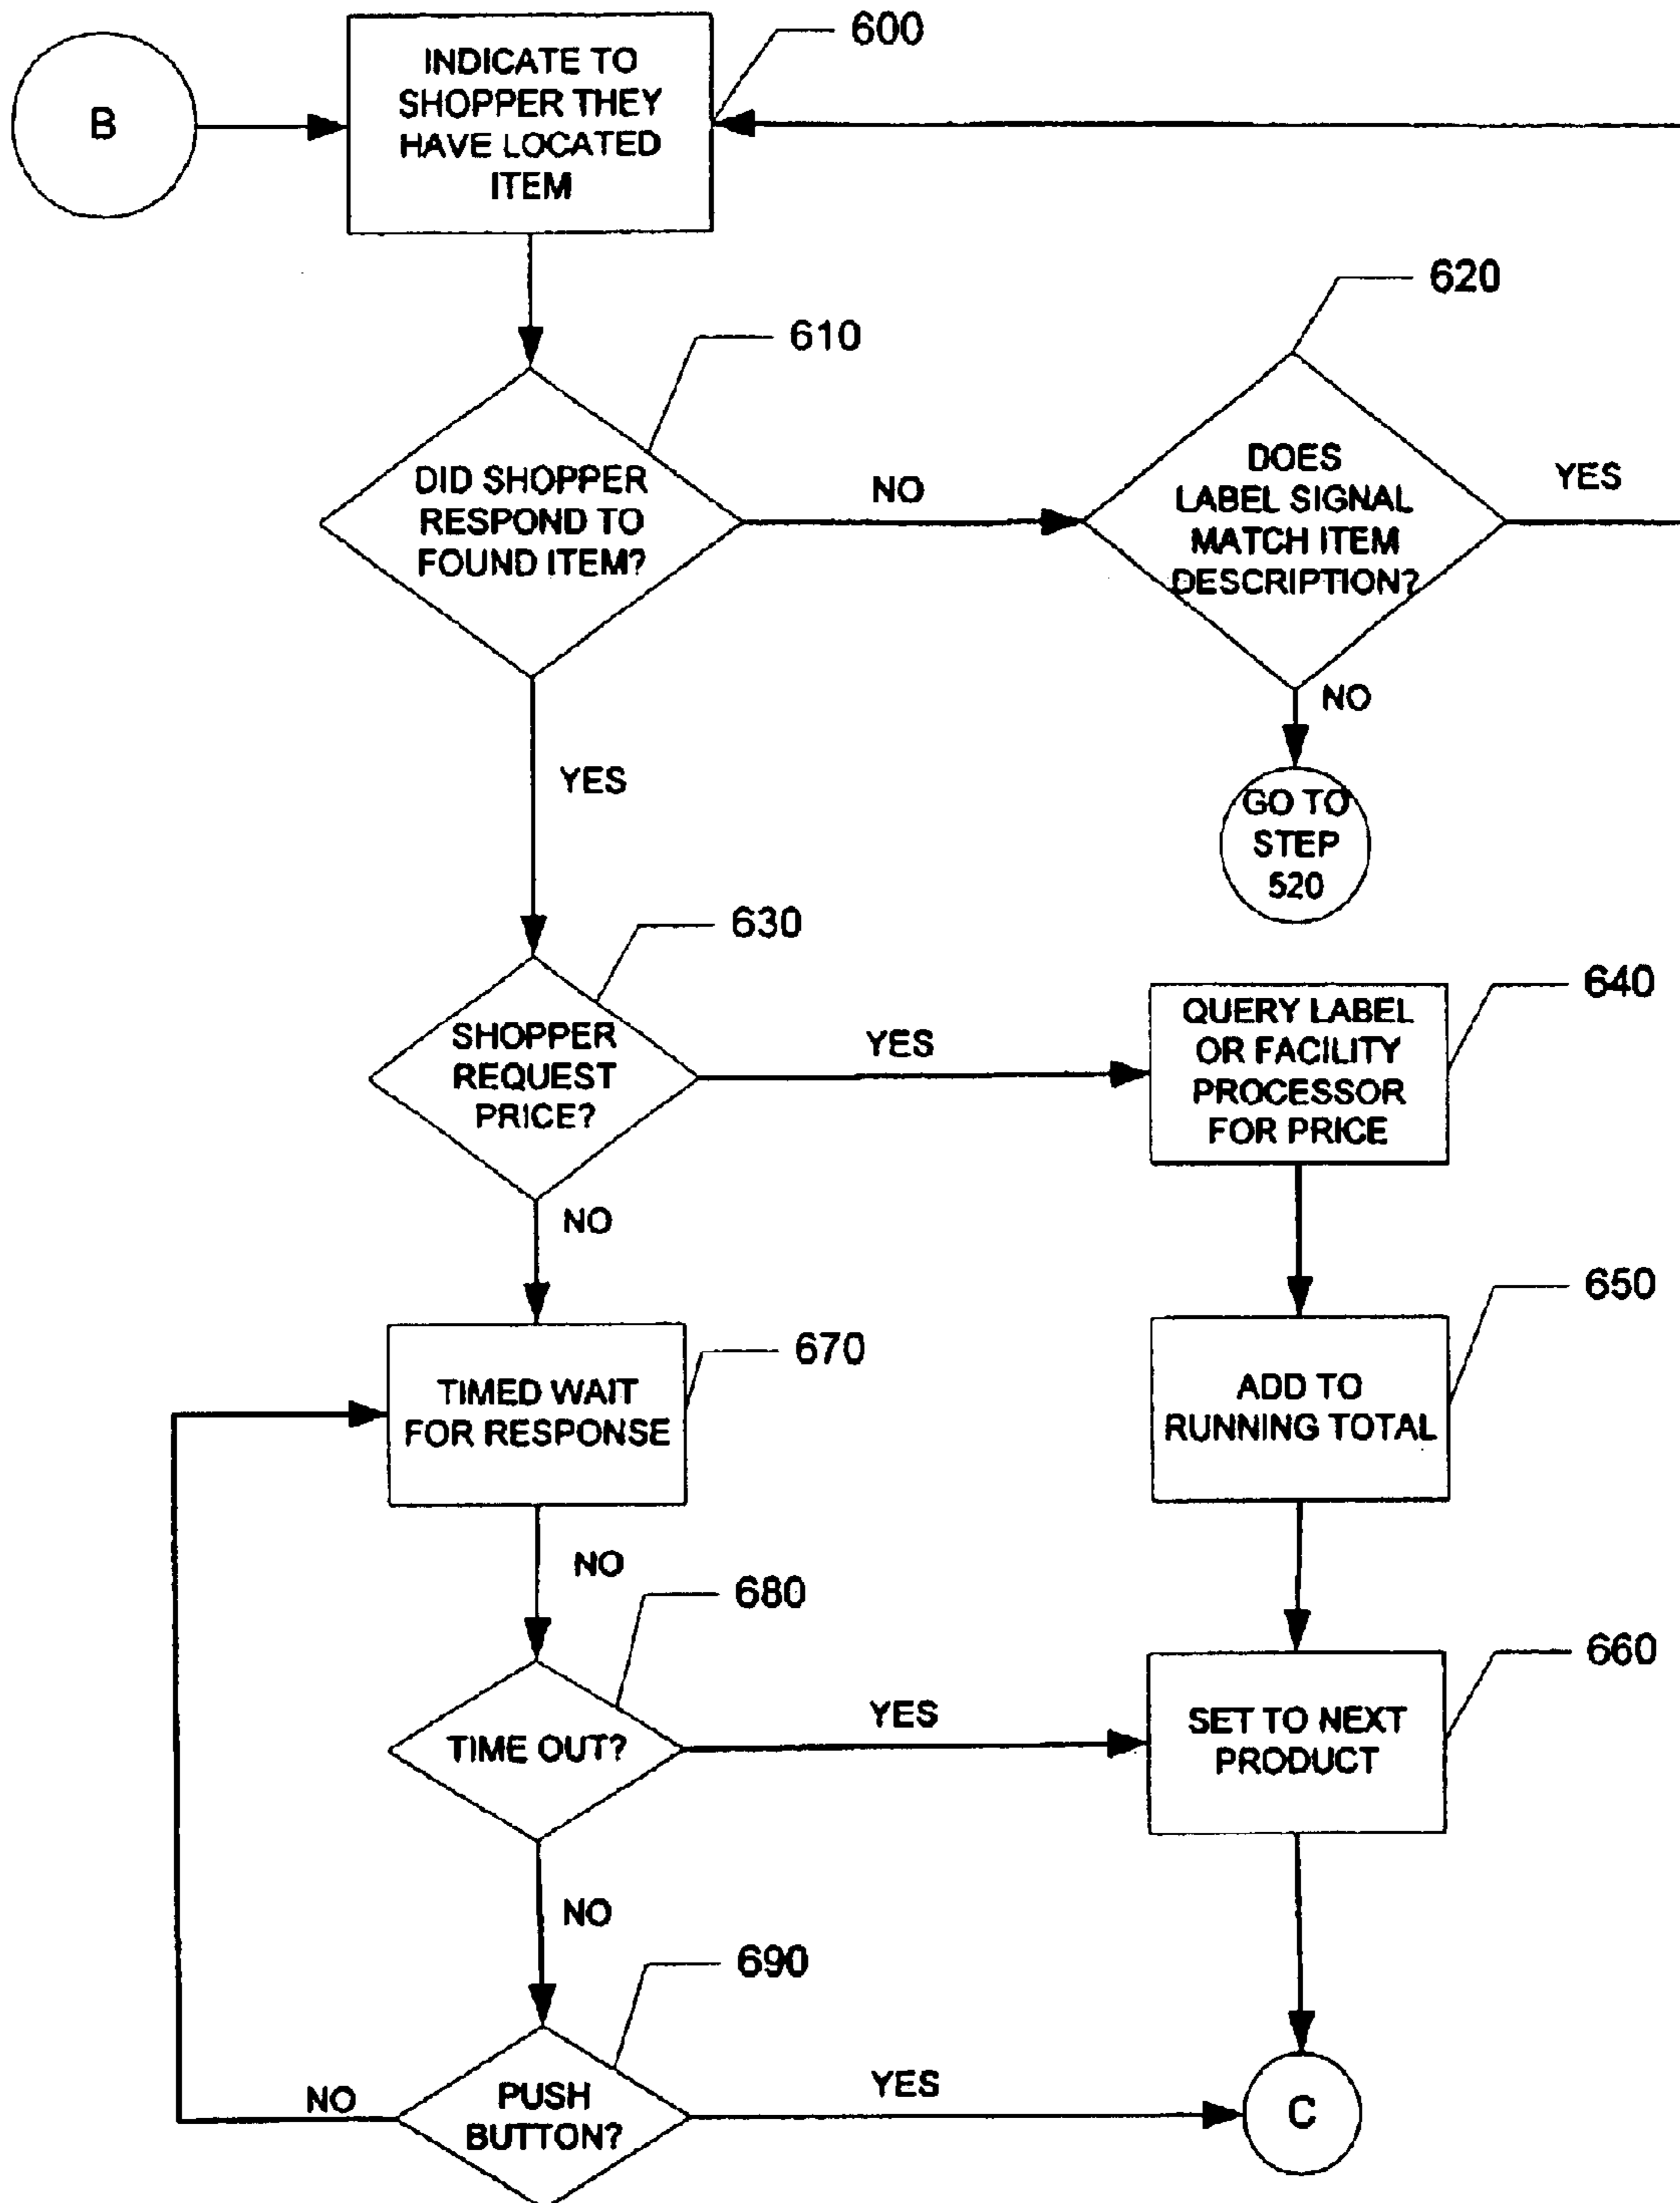 B
INDICATE TO
SHOPPER THEY
HAVE LOCATED
ITEM
600
610
DID SHOPPER
RESPOND TO
FOUND ITEM?
NO
620
DOES
LABEL SIGNAL
MATCH ITEM
DESCRIPTION?
YES
NO
GO TO
STEP
520
YES
630
SHOPPER
REQUEST
PRICE?
YES
640
QUERY LABEL
OR FACILITY
PROCESSOR
FOR PRICE
NO
650
ADD TO
RUNNING TOTAL
670
TIMED WAIT
FOR RESPONSE
NO
680
TIME OUT?
YES
660
SET TO NEXT
PRODUCT
NO
690
PUSH
BUTTON?
NO
YES
C